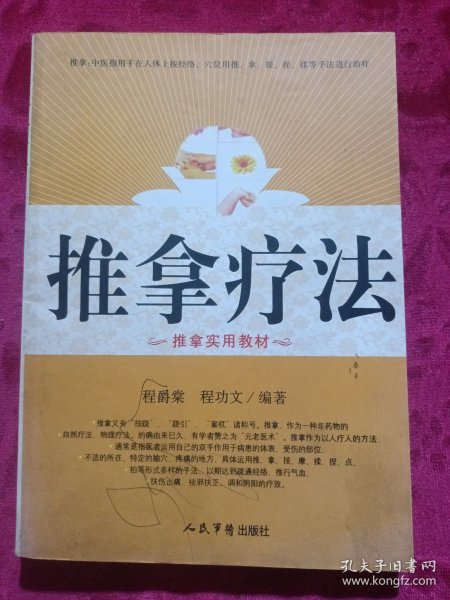 推拿：中医指用手在人体上按经络、穴位用推、拿、提、捏、揉等手法进行治疗
推拿疗法
推拿实用教材
程爵棠 程功文／编著
推拿又有“按跷”、“跷引”、“案杌”诸称号。推拿，作为一种非药物的
自然疗法、物理疗法，的确由来已久，有学者赞之为“元老医术”。推拿作为以人疗人的方法，
通常是指医者运用自己的双手作用于病患的体表、受伤的部位、
不适的所在、特定的腧穴、疼痛的地方，具体运用推、拿、按、摩、揉、捏、点、
拍等形式多样的手法，以期达到疏通经络、推行气血、
扶伤止痛、祛邪扶正、调和阴阳的疗效。
人民军医出版社
孔夫子旧书网
www.kongfz.com